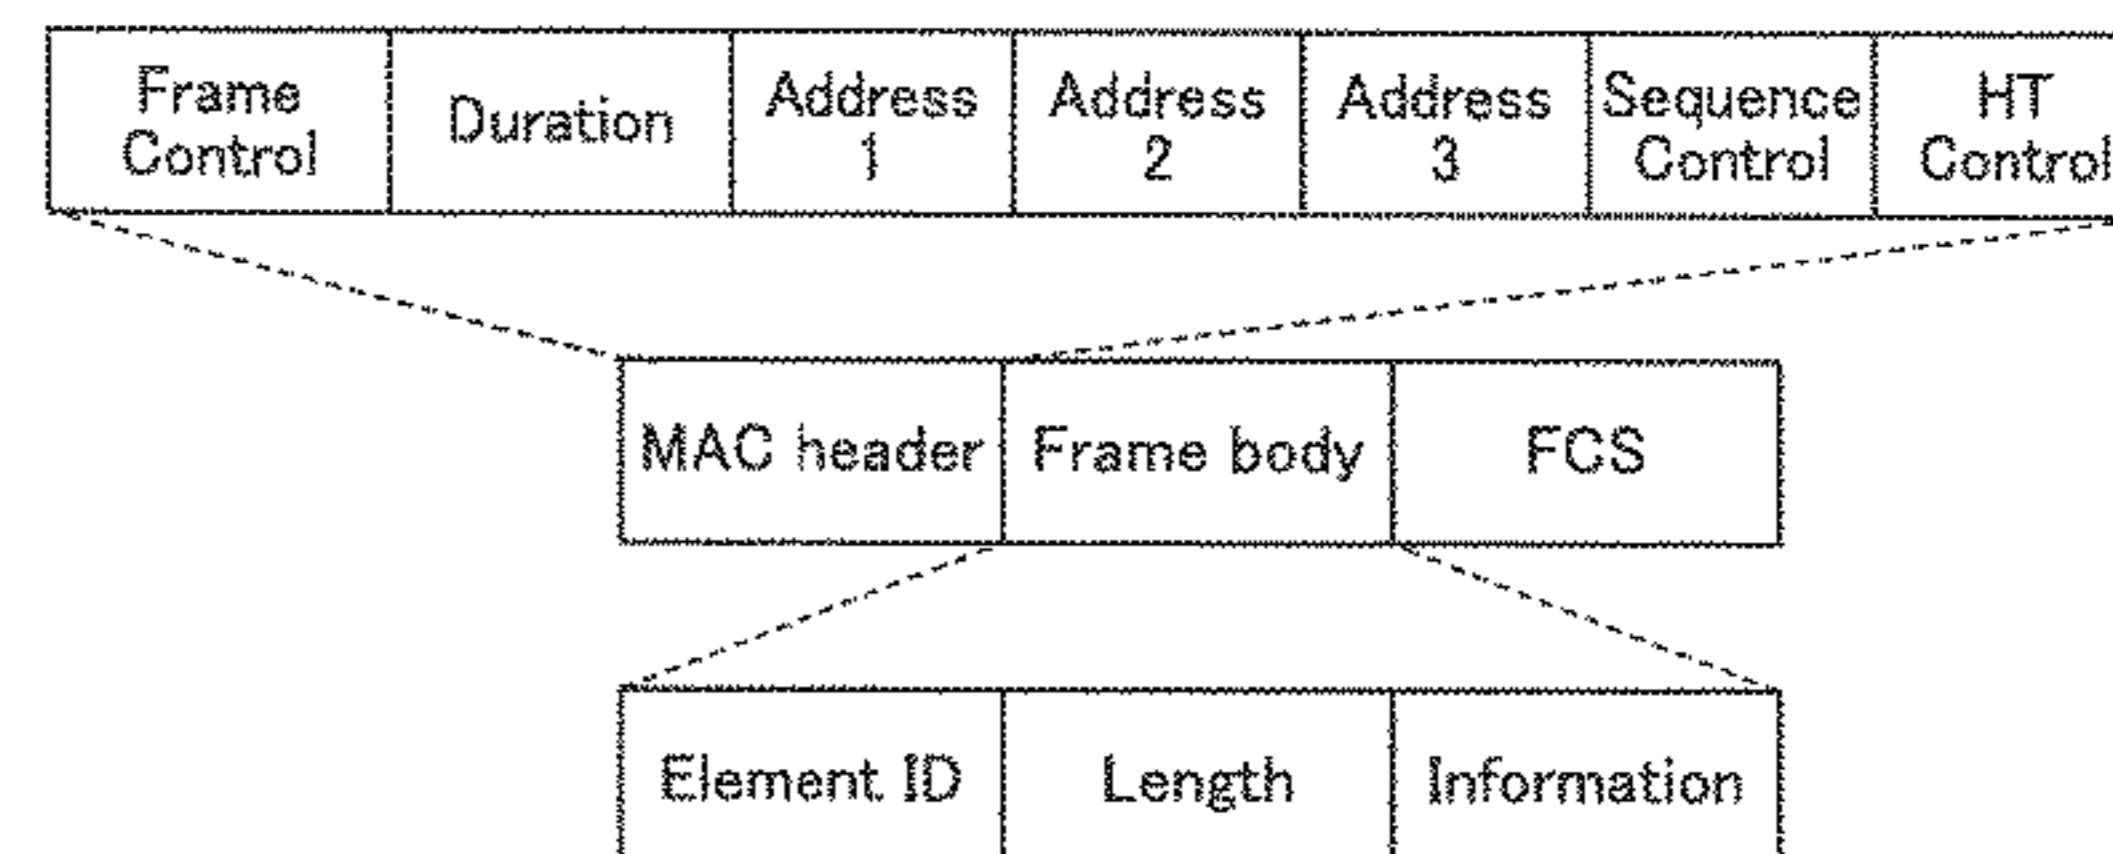 Frame Control
Duration
Address 1
Address 2
Address 3
Sequence Control
HT Control
MAC header
Frame body
FCS
Element ID
Length
Information